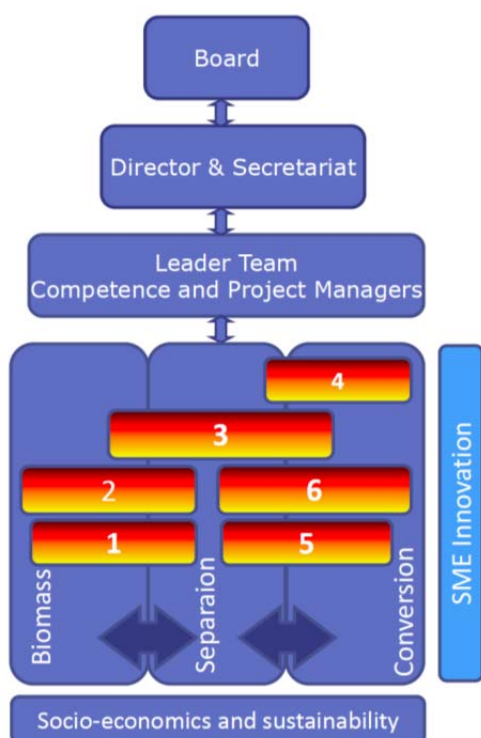 Board
Director & Secretariat
Leader Team
Competence and Project Managers
4
3
2
6
1
5
Biomass
Separaion
Conversion
SME Innovation
Socio-economics and sustainability